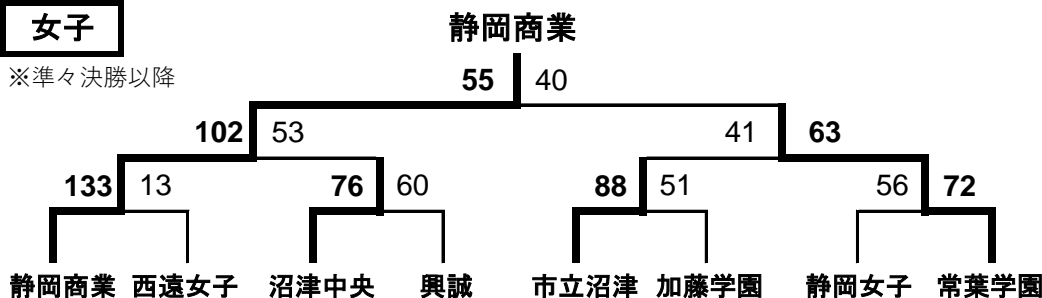 女子
静岡商業
※準々決勝以降
55 40
102 53 41 63
133 13 76 60 88 51 56 72
静岡商業 西遠女子 沼津中央 興誠 市立沼津 加藤学園 静岡女子 常葉学園